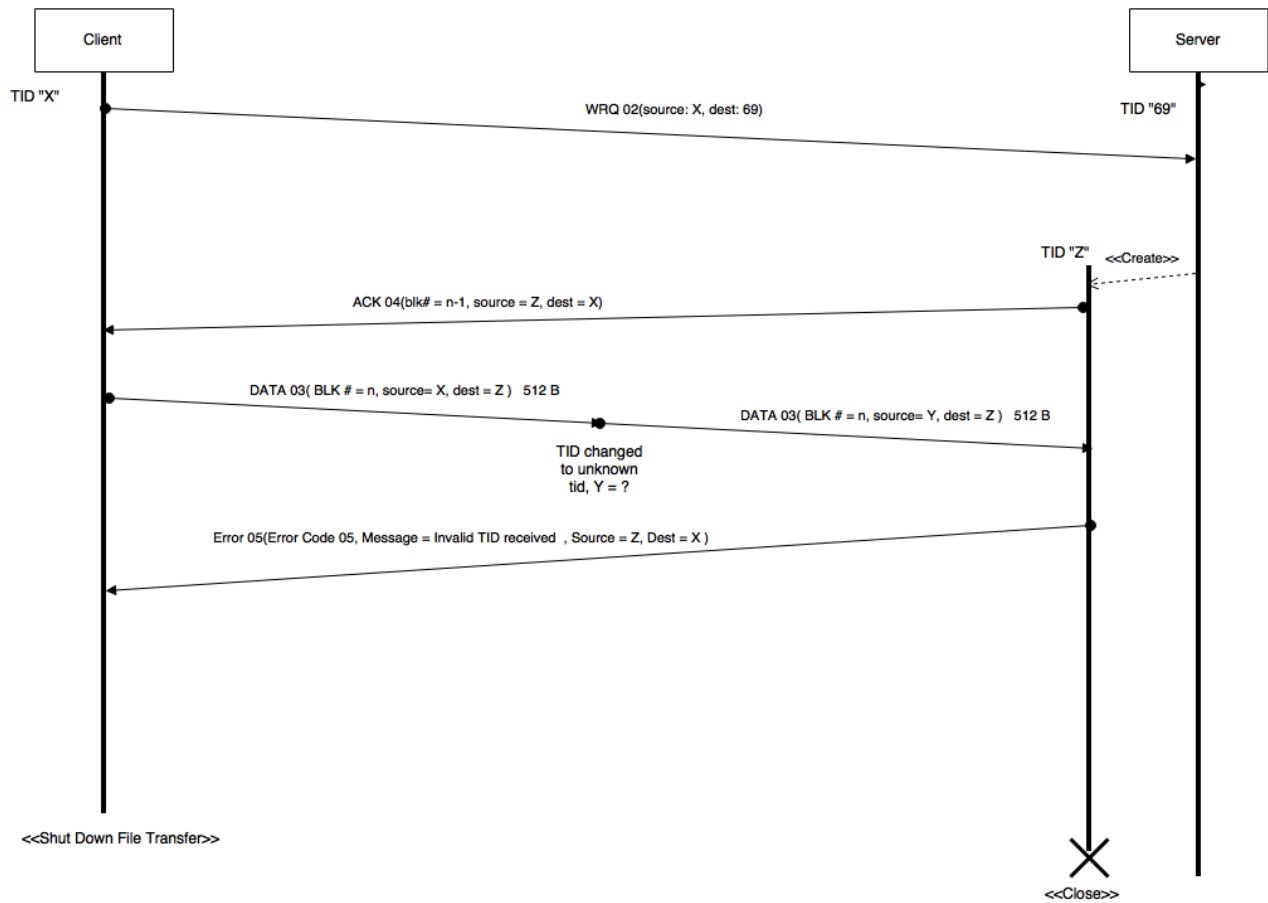 Client
Server
TID "X"
WRQ 02(source: X, dest: 69)
TID "69"
TID "Z"
<<Create>>
ACK 04(blk# = n-1, source = Z, dest = X)
DATA 03( BLK # = n, source= X, dest = Z )   512 B
DATA 03( BLK # = n, source= Y, dest = Z )   512 B
TID changed
to unknown
tid, Y = ?
Error 05(Error Code 05, Message = Invalid TID received  , Source = Z, Dest = X )
<<Shut Down File Transfer>>
<<Close>>